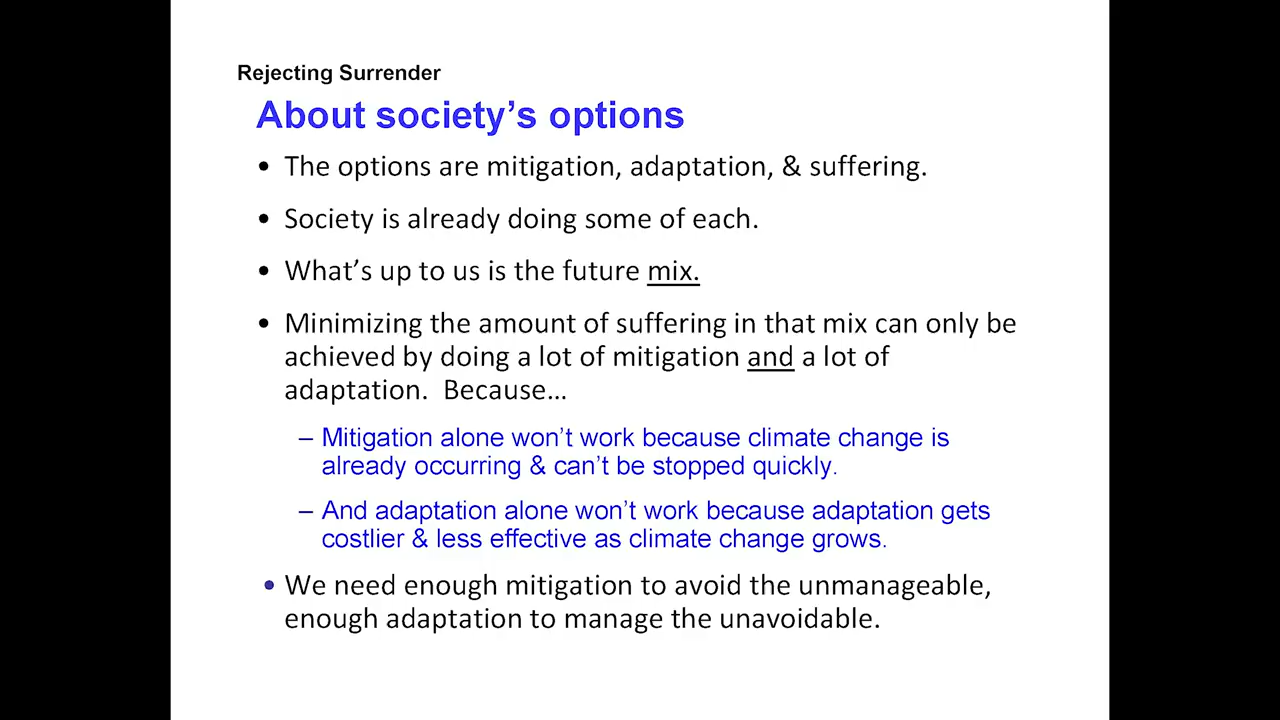 Rejecting Surrender
About society’s options
• The options are mitigation, adaptation, & suffering.
• Society is already doing some of each.
• What’s up to us is the future mix.
• Minimizing the amount of suffering in that mix can only be
achieved by doing a lot of mitigation and a lot of
adaptation.  Because…
– Mitigation alone won’t work because climate change is
already occurring & can’t be stopped quickly.
– And adaptation alone won’t work because adaptation gets
costlier & less effective as climate change grows.
• We need enough mitigation to avoid the unmanageable,
enough adaptation to manage the unavoidable.